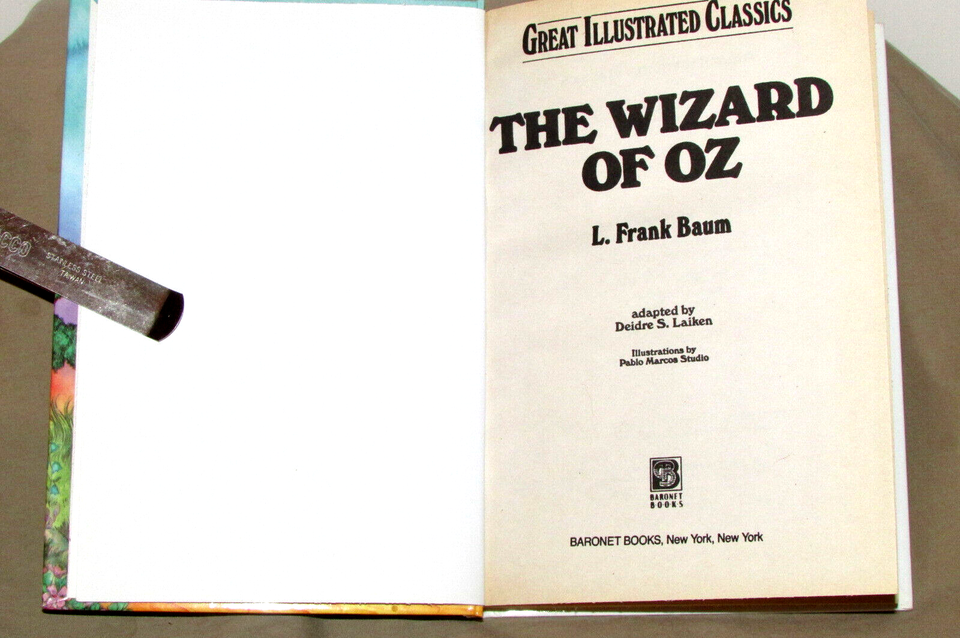 STAINLESS STEEL
TAIWAN
GREAT ILLUSTRATED CLASSICS
THE WIZARD
OF OZ
L. Frank Baum
adapted by
Deidre S. Laiken
Illustrations by
Pablo Marcos Studio
B
BARONET
BOOKS
BARONET BOOKS, New York, New York